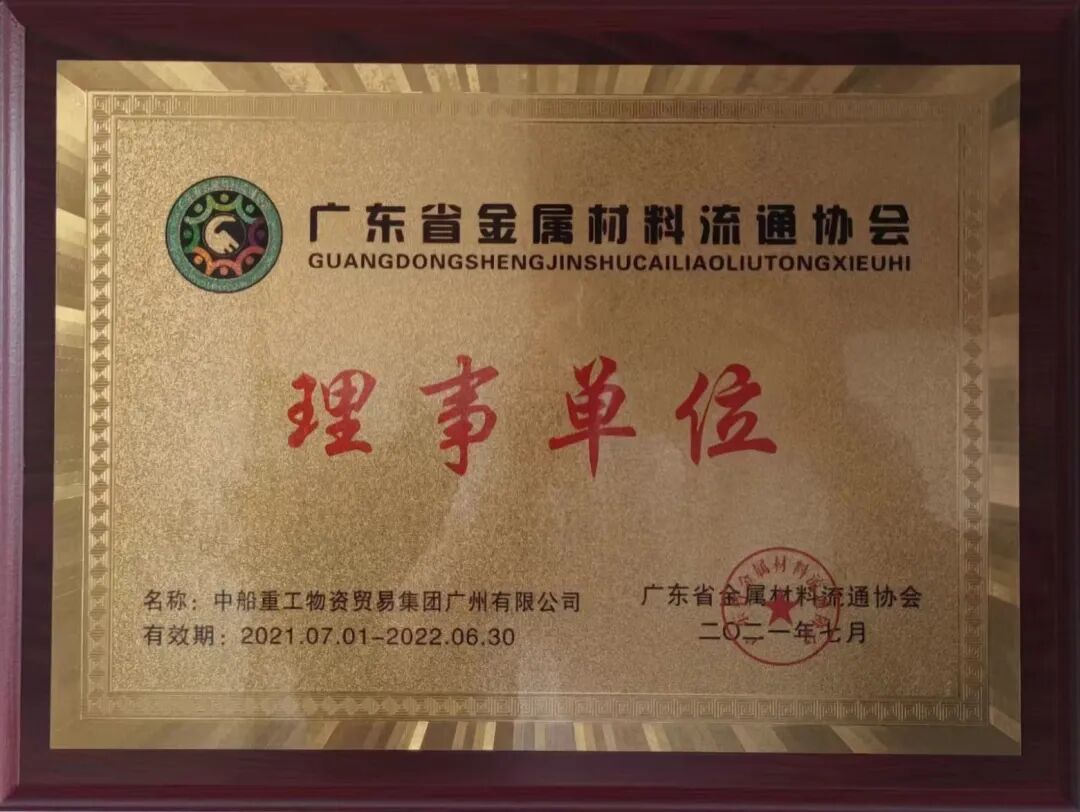 广东省金属材料流通协会
GUANGDONGSHENGJINSHUCAILIAOLIUTONGXIEUHI
理事单位
名称：中船重工物资贸易集团广州有限公司
有效期：2021.07.01-2022.06.30
广东省金属材料流通协会
二〇二一年七月